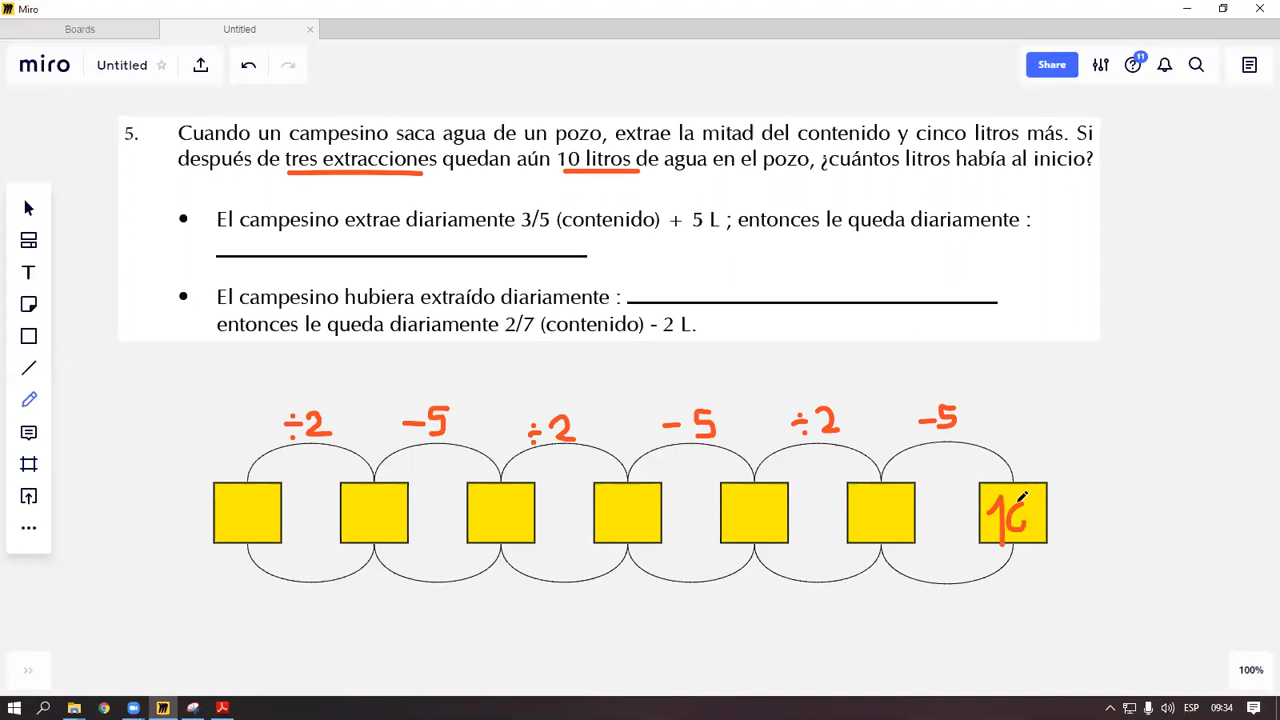 Miro
Boards
Untitled
miro
Untitled
Share
11
5. Cuando un campesino saca agua de un pozo, extrae la mitad del contenido y cinco litros más. Si
después de tres extracciones quedan aún 10 litros de agua en el pozo, ¿cuántos litros había al inicio?
• El campesino extrae diariamente 3/5 (contenido) + 5 L ; entonces le queda diariamente :
• El campesino hubiera extraído diariamente :
entonces le queda diariamente 2/7 (contenido) - 2 L.
÷2 −5 ÷2 −5 ÷2 −5
10
100%
ESP
09:34